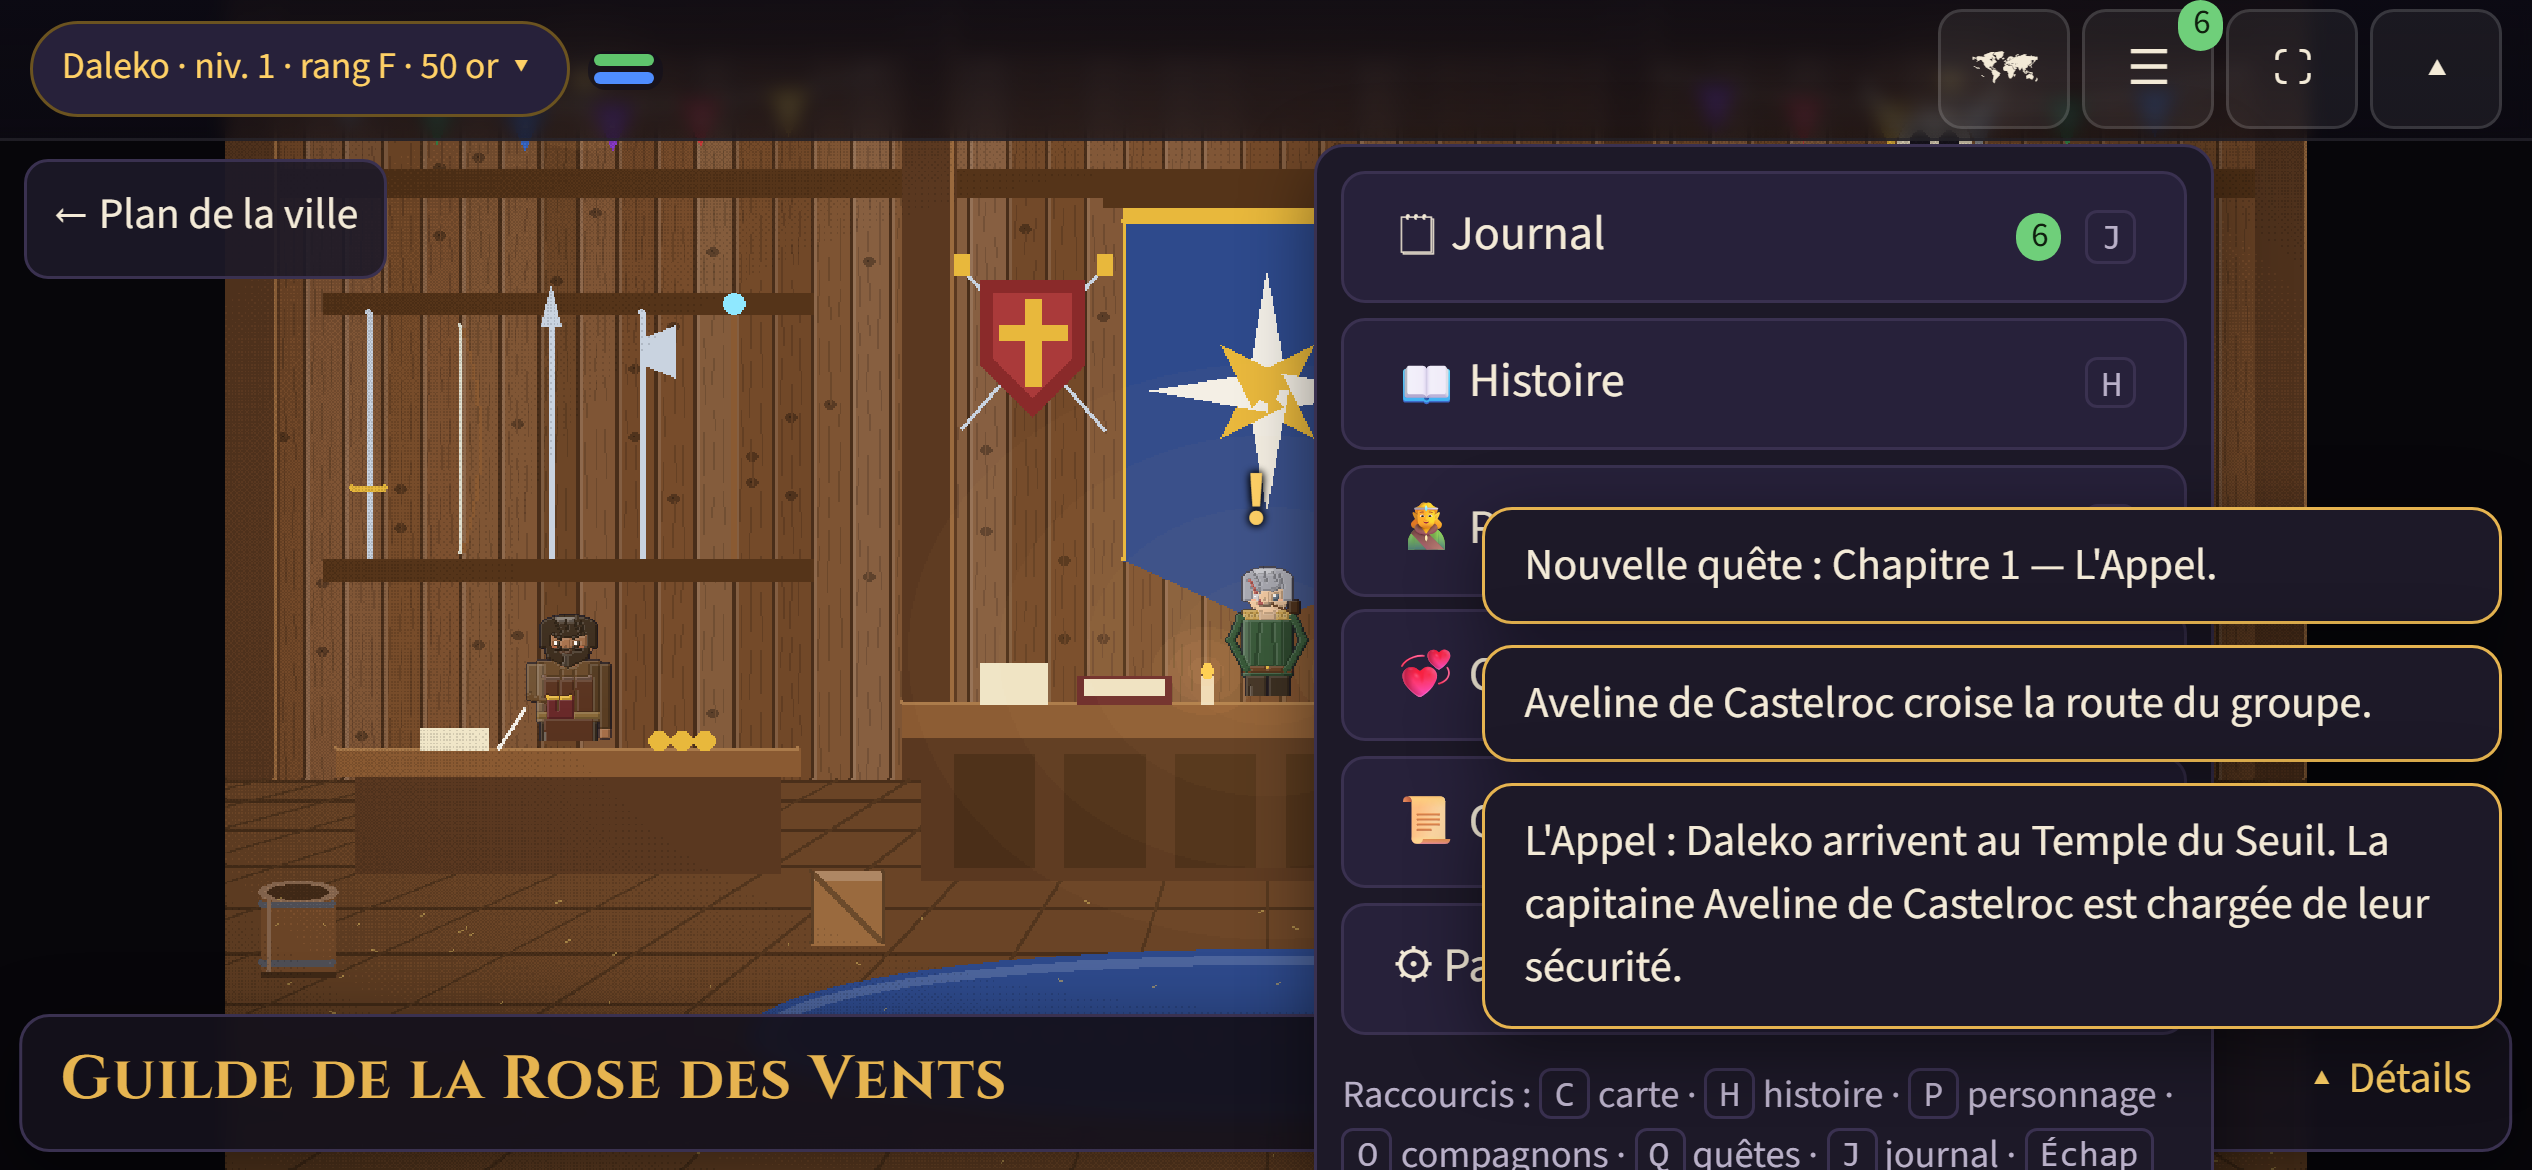 Daleko · niv. 1 · rang F · 50 or ▼
6
← Plan de la ville
Journal 6 J
Histoire H
Nouvelle quête : Chapitre 1 — L'Appel.
Aveline de Castelroc croise la route du groupe.
L'Appel : Daleko arrivent au Temple du Seuil. La
capitaine Aveline de Castelroc est chargée de leur
sécurité.
Guilde de la Rose des Vents
▲ Détails
Raccourcis : C carte · H histoire · P personnage ·
O compagnons · Q quêtes · J journal · Échap